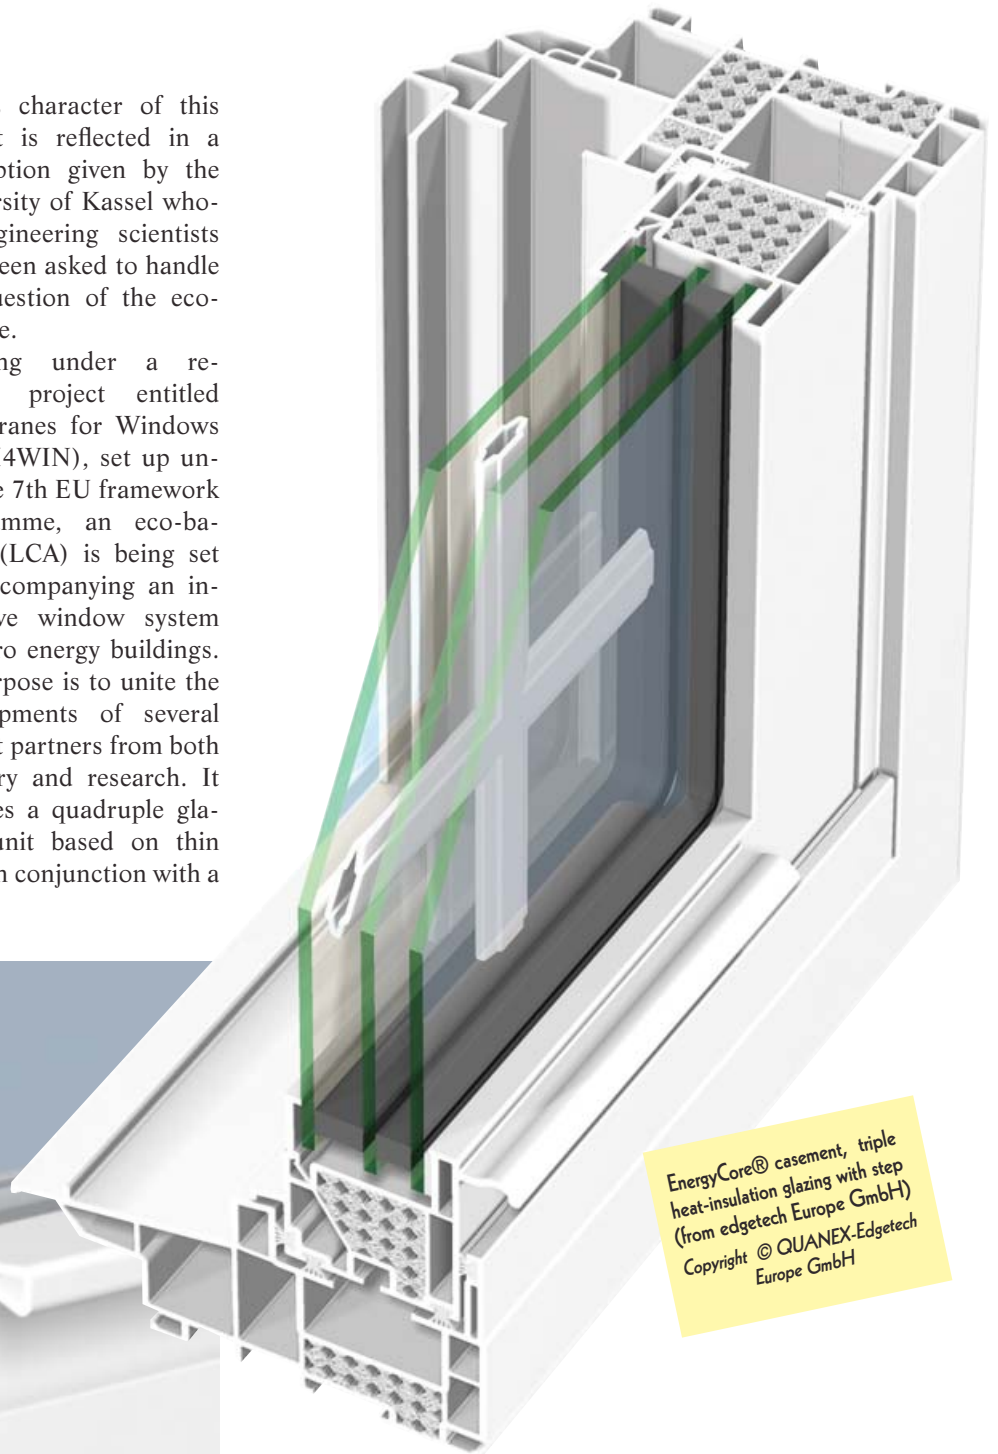 character of this
t is reflected in a
ption given by the
rsity of Kassel who-
gineering scientists
een asked to handle
uestion of the eco-
e.
ng under a re-
project entitled
ranes for Windows
4WIN), set up un-
e 7th EU framework
mme, an eco-ba-
(LCA) is being set
ccompanying an in-
ve window system
ro energy buildings.
rpose is to unite the
pments of several
t partners from both
ry and research. It
es a quadruple gla-
unit based on thin
n conjunction with a
EnergyCore® casement, triple
heat-insulation glazing with step
(from edgetech Europe GmbH)
Copyright © QUANEX-Edgetech
Europe GmbH